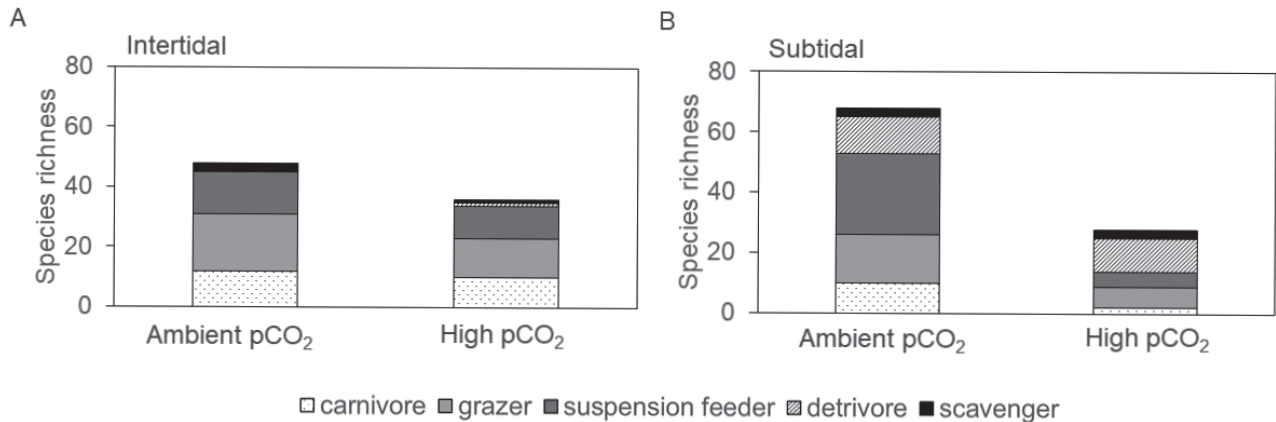 A
Intertidal
80
60
40
20
0
Species richness
Ambient pCO₂
High pCO₂
B
Subtidal
80
60
40
20
0
Species richness
Ambient pCO₂
High pCO₂
carnivore grazer suspension feeder detrivore scavenger